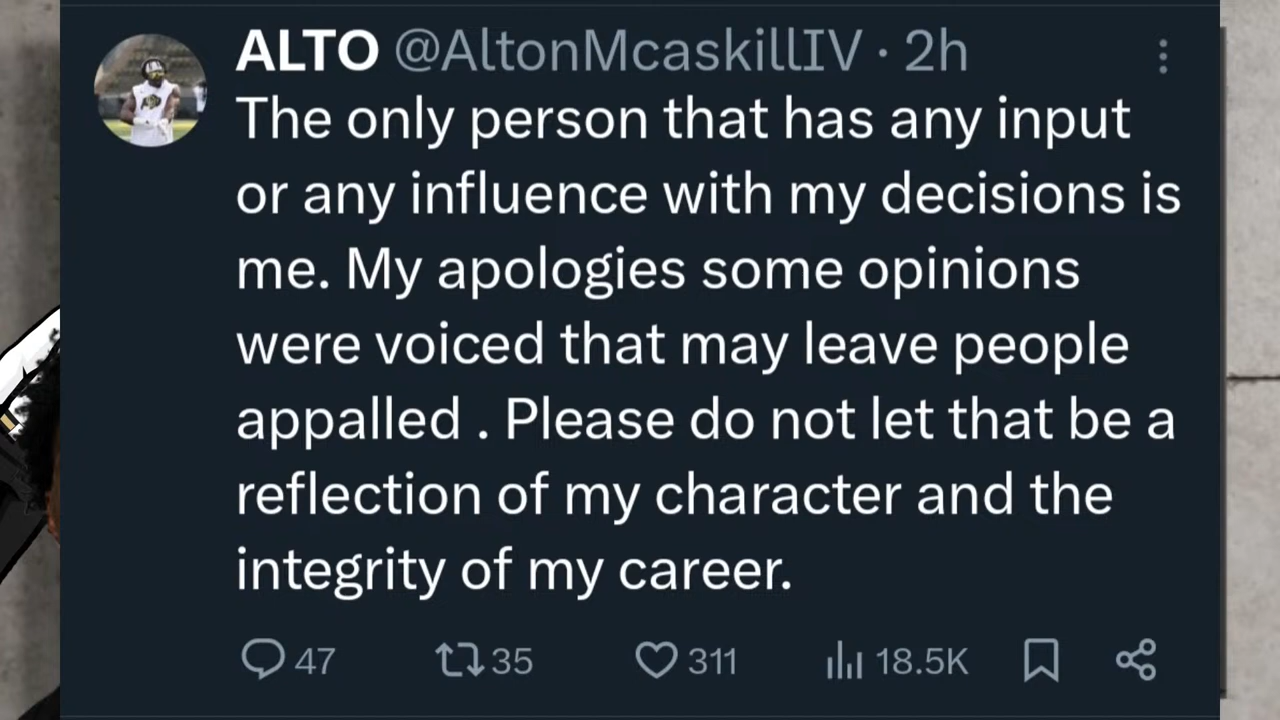 ALTO @AltonMcaskillIV · 2h
The only person that has any input
or any influence with my decisions is
me. My apologies some opinions
were voiced that may leave people
appalled . Please do not let that be a
reflection of my character and the
integrity of my career.
47 35 311 18.5K